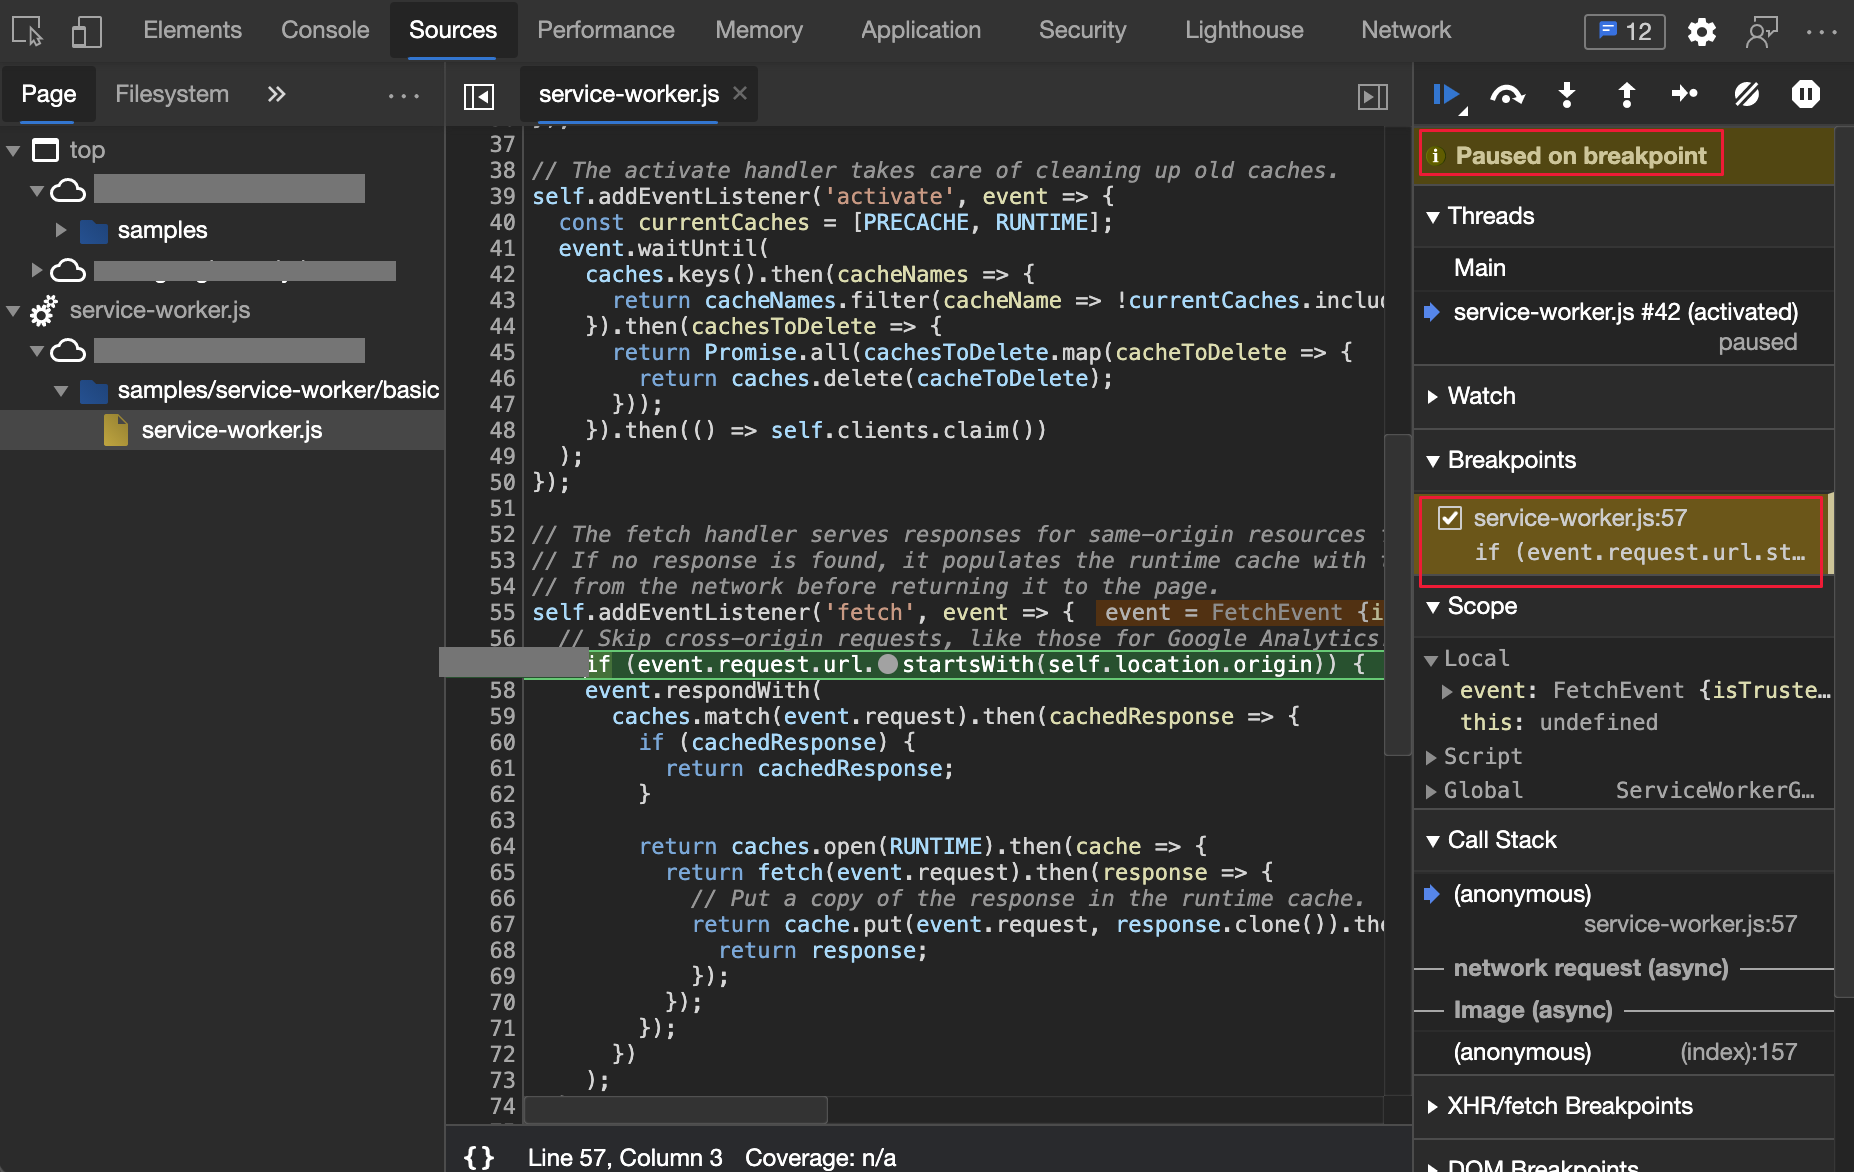 Elements Console Sources Performance Memory Application Security Lighthouse Network 12
Page Filesystem
top
samples
service-worker.js
samples/service-worker/basic
service-worker.js
service-worker.js
37
38 // The activate handler takes care of cleaning up old caches.
39 self.addEventListener('activate', event => {
40 const currentCaches = [PRECACHE, RUNTIME];
41 event.waitUntil(
42 caches.keys().then(cacheNames => {
43 return cacheNames.filter(cacheName => !currentCaches.inclu
44 }).then(cachesToDelete => {
45 return Promise.all(cachesToDelete.map(cacheToDelete => {
46 return caches.delete(cacheToDelete);
47 }));
48 }).then(() => self.clients.claim())
49 );
50 });
51
52 // The fetch handler serves responses for same-origin resources
53 // If no response is found, it populates the runtime cache with
54 // from the network before returning it to the page.
55 self.addEventListener('fetch', event => { event = FetchEvent {i
56 // Skip cross-origin requests, like those for Google Analytics
if (event.request.url.startsWith(self.location.origin)) {
58 event.respondWith(
59 caches.match(event.request).then(cachedResponse => {
60 if (cachedResponse) {
61 return cachedResponse;
62 }
63
64 return caches.open(RUNTIME).then(cache => {
65 return fetch(event.request).then(response => {
66 // Put a copy of the response in the runtime cache.
67 return cache.put(event.request, response.clone()).the
68 return response;
69 });
70 });
71 });
72 })
73 );
74
{} Line 57, Column 3 Coverage: n/a
Paused on breakpoint
Threads
Main
service-worker.js #42 (activated)
paused
Watch
Breakpoints
service-worker.js:57
if (event.request.url.st…
Scope
Local
event: FetchEvent {isTruste…
this: undefined
Script
Global ServiceWorkerG…
Call Stack
(anonymous)
service-worker.js:57
network request (async)
Image (async)
(anonymous) (index):157
XHR/fetch Breakpoints
DOM Breakpoints